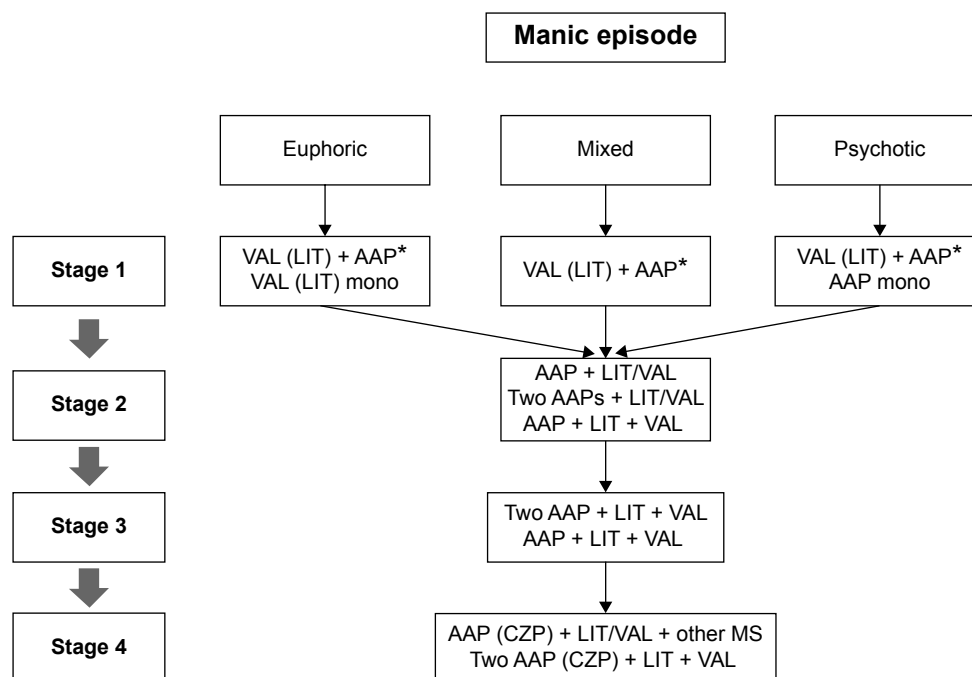 Manic episode
Euphoric
Mixed
Psychotic
Stage 1
VAL (LIT) + AAP*
VAL (LIT) mono
VAL (LIT) + AAP*
VAL (LIT) + AAP*
AAP mono
Stage 2
AAP + LIT/VAL
Two AAPs + LIT/VAL
AAP + LIT + VAL
Stage 3
Two AAP + LIT + VAL
AAP + LIT + VAL
Stage 4
AAP (CZP) + LIT/VAL + other MS
Two AAP (CZP) + LIT + VAL